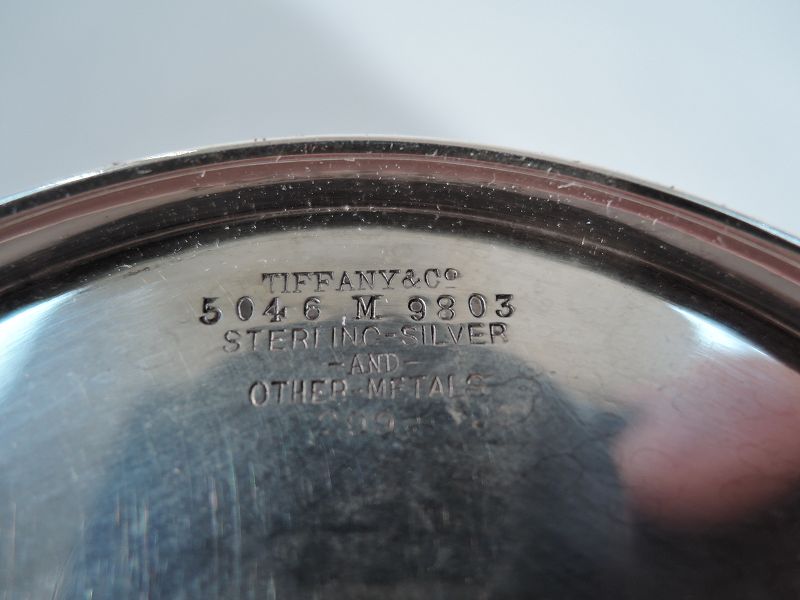 TIFFANY & Cº
5046 M 9803
STERLING-SILVER
-AND-
OTHER-METALS